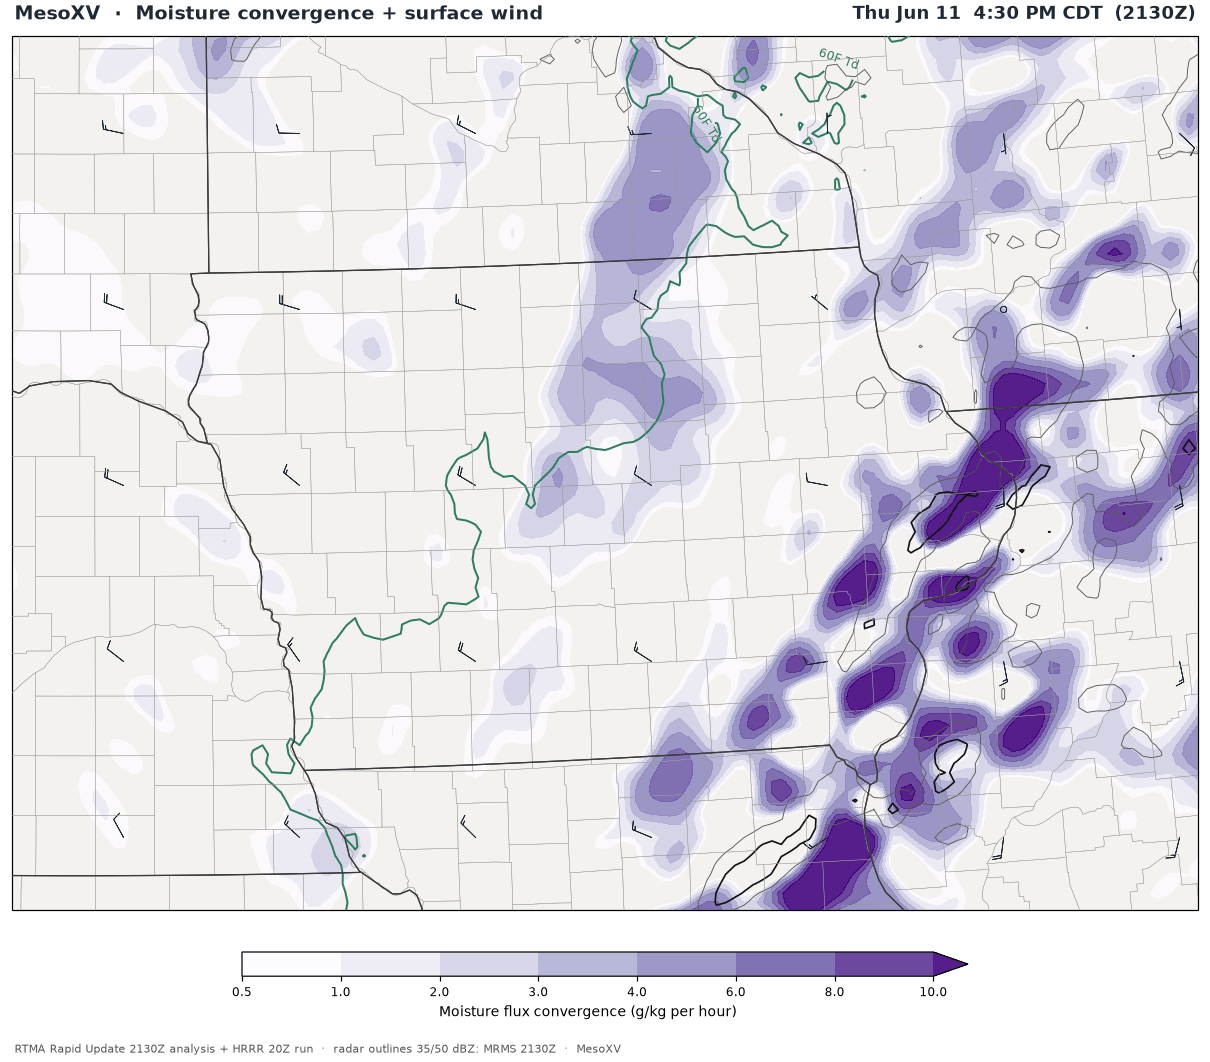 MesoXV · Moisture convergence + surface wind
Thu Jun 11 4:30 PM CDT (2130Z)
60F Td
60F Td
0.5 1.0 2.0 3.0 4.0 6.0 8.0 10.0
Moisture flux convergence (g/kg per hour)
RTMA Rapid Update 2130Z analysis + HRRR 20Z run · radar outlines 35/50 dBZ: MRMS 2130Z · MesoXV